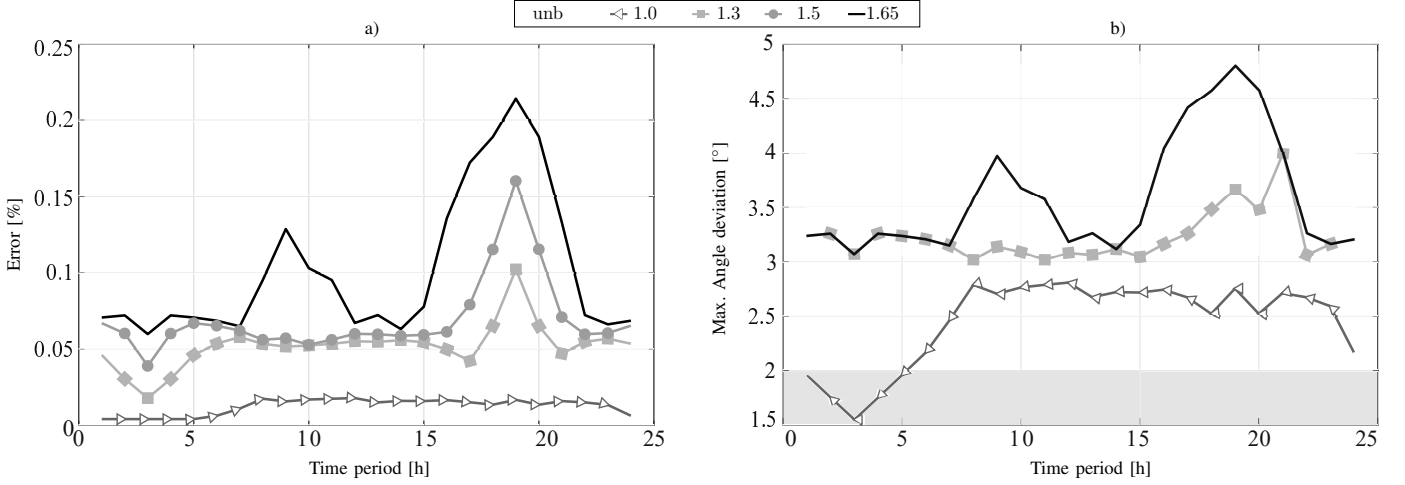 unb 1.0 1.3 1.5 1.65
a)
0.25
0.2
0.15
0.1
0.05
0
0 5 10 15 20 25
Error [%]
Time period [h]
b)
5
4.5
4
3.5
3
2.5
2
1.5
0 5 10 15 20 25
Max. Angle deviation [°]
Time period [h]